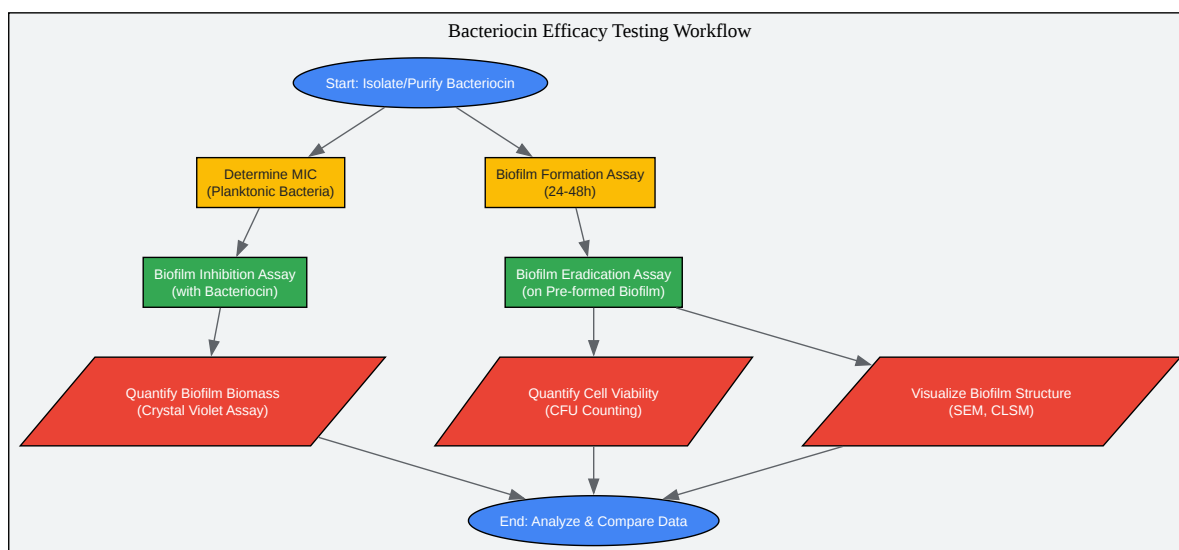 Bacteriocin Efficacy Testing Workflow
Start: Isolate/Purify Bacteriocin
Determine MIC
(Planktonic Bacteria)
Biofilm Formation Assay
(24-48h)
Biofilm Inhibition Assay
(with Bacteriocin)
Biofilm Eradication Assay
(on Pre-formed Biofilm)
Quantify Biofilm Biomass
(Crystal Violet Assay)
Quantify Cell Viability
(CFU Counting)
Visualize Biofilm Structure
(SEM, CLSM)
End: Analyze & Compare Data